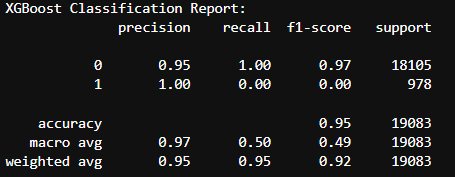 XGBoost Classification Report:
precision recall f1-score support
0 0.95 1.00 0.97 18105
1 1.00 0.00 0.00 978
accuracy 0.95 19083
macro avg 0.97 0.50 0.49 19083
weighted avg 0.95 0.95 0.92 19083